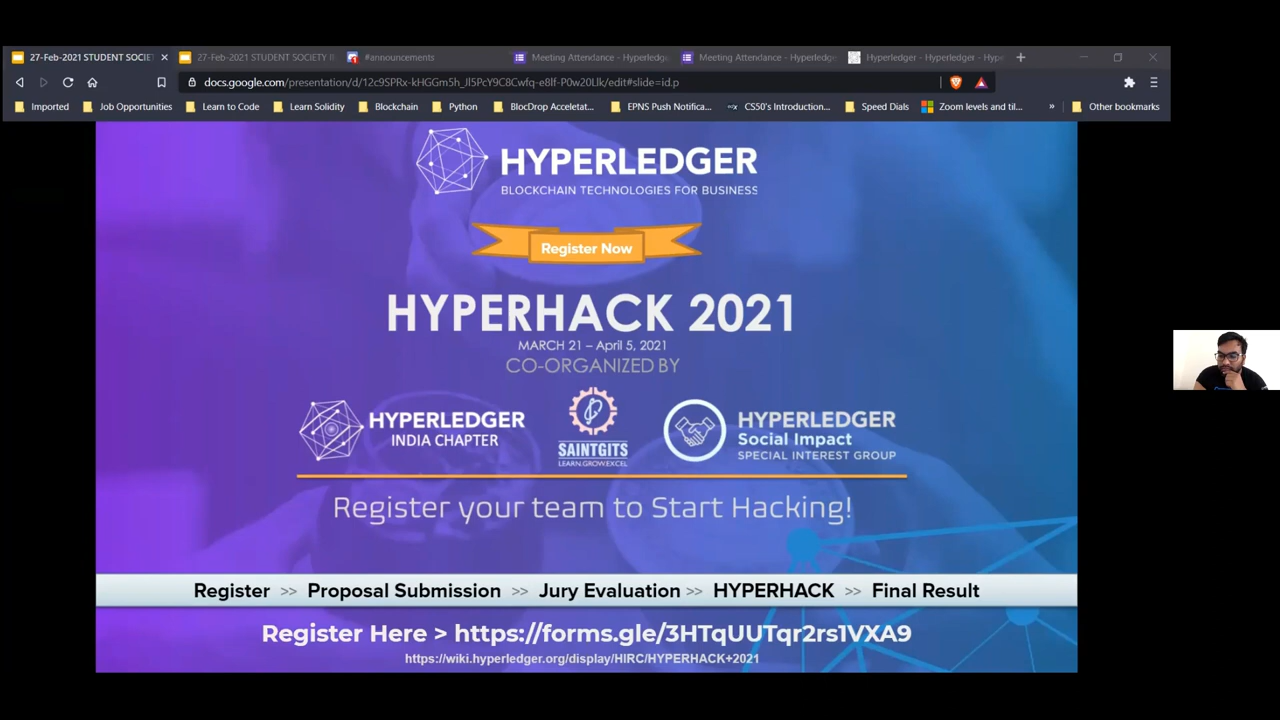 27-Feb-2021 STUDENT SOCIET
27-Feb-2021 STUDENT SOCIETY I
#announcements
Meeting Attendance - Hyperledge
Meeting Attendance - Hyperledge
Hyperledger - Hyperledger - Hype
docs.google.com/presentation/d/12c9SPRx-kHGGm5h_Jl5PcY9C8Cwfq-e8lf-P0w20Llk/edit#slide=id.p
Imported
Job Opportunities
Learn to Code
Learn Solidity
Blockchain
Python
BlocDrop Acceletat...
EPNS Push Notifica...
CS50's Introduction...
Speed Dials
Zoom levels and til...
»
Other bookmarks
HYPERLEDGER
BLOCKCHAIN TECHNOLOGIES FOR BUSINESS
Register Now
HYPERHACK 2021
MARCH 21 – April 5, 2021
CO-ORGANIZED BY
HYPERLEDGER
INDIA CHAPTER
SAINTGITS
LEARN.GROW.EXCEL
HYPERLEDGER
Social Impact
SPECIAL INTEREST GROUP
Register your team to Start Hacking!
Register >> Proposal Submission >> Jury Evaluation >> HYPERHACK >> Final Result
Register Here > https://forms.gle/3HTqUUTqr2rs1VXA9
https://wiki.hyperledger.org/display/HIRC/HYPERHACK+2021